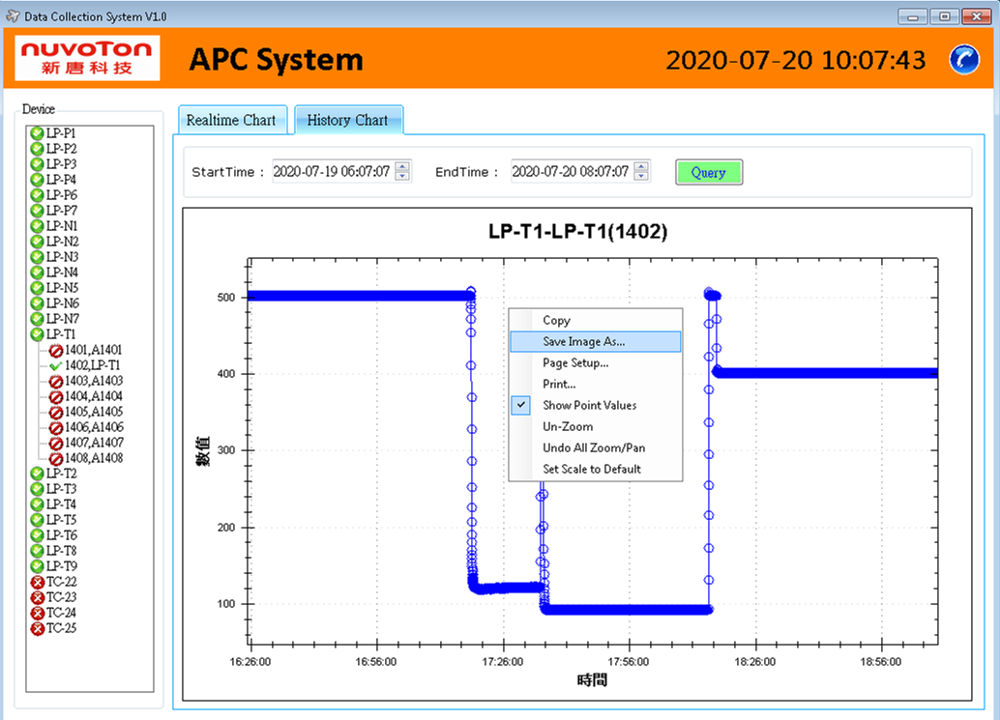 Data Collection System V1.0
nuvoTon
新唐科技
APC System
2020-07-20 10:07:43
Device
LP-P1
LP-P2
LP-P3
LP-P4
LP-P6
LP-P7
LP-N1
LP-N2
LP-N3
LP-N4
LP-N5
LP-N6
LP-N7
LP-T1
1401,A1401
1402,LP-T1
1403,A1403
1404,A1404
1405,A1405
1406,A1406
1407,A1407
1408,A1408
LP-T2
LP-T3
LP-T4
LP-T5
LP-T6
LP-T8
LP-T9
TC-22
TC-23
TC-24
TC-25
Realtime Chart
History Chart
StartTime : 2020-07-19 06:07:07
EndTime : 2020-07-20 08:07:07
Query
LP-T1-LP-T1(1402)
數值
500
400
300
200
100
Copy
Save Image As...
Page Setup...
Print...
Show Point Values
Un-Zoom
Undo All Zoom/Pan
Set Scale to Default
16:26:00
16:56:00
17:26:00
17:56:00
18:26:00
18:56:00
時間